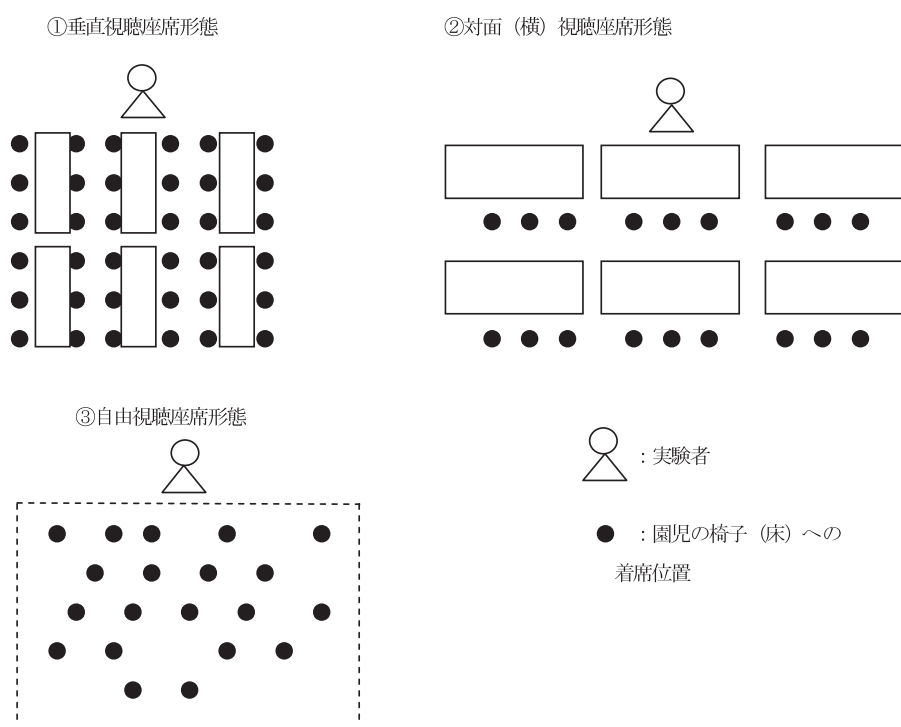 ①垂直視聴座席形態
②対面（横）視聴座席形態
③自由視聴座席形態
：実験者
：園児の椅子（床）への
着席位置